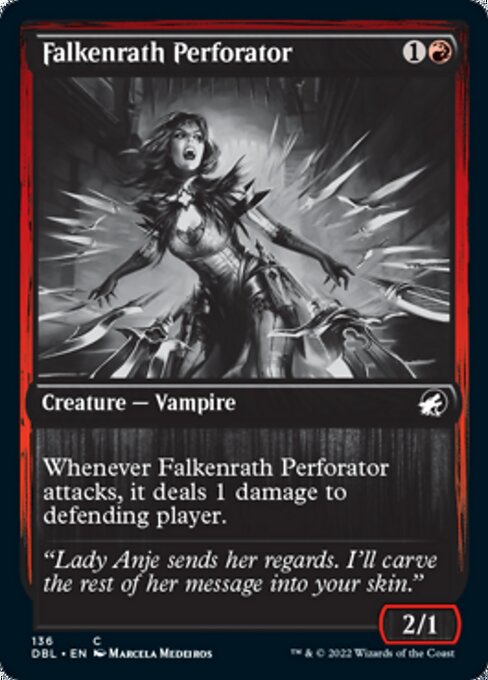 Falkenrath Perforator 1
Creature — Vampire
Whenever Falkenrath Perforator
attacks, it deals 1 damage to
defending player.
“Lady Anje sends her regards. I’ll carve
the rest of her message into your skin.”
2/1
136 C
DBL • EN Marcela Medeiros
™ & © 2022 Wizards of the Coast